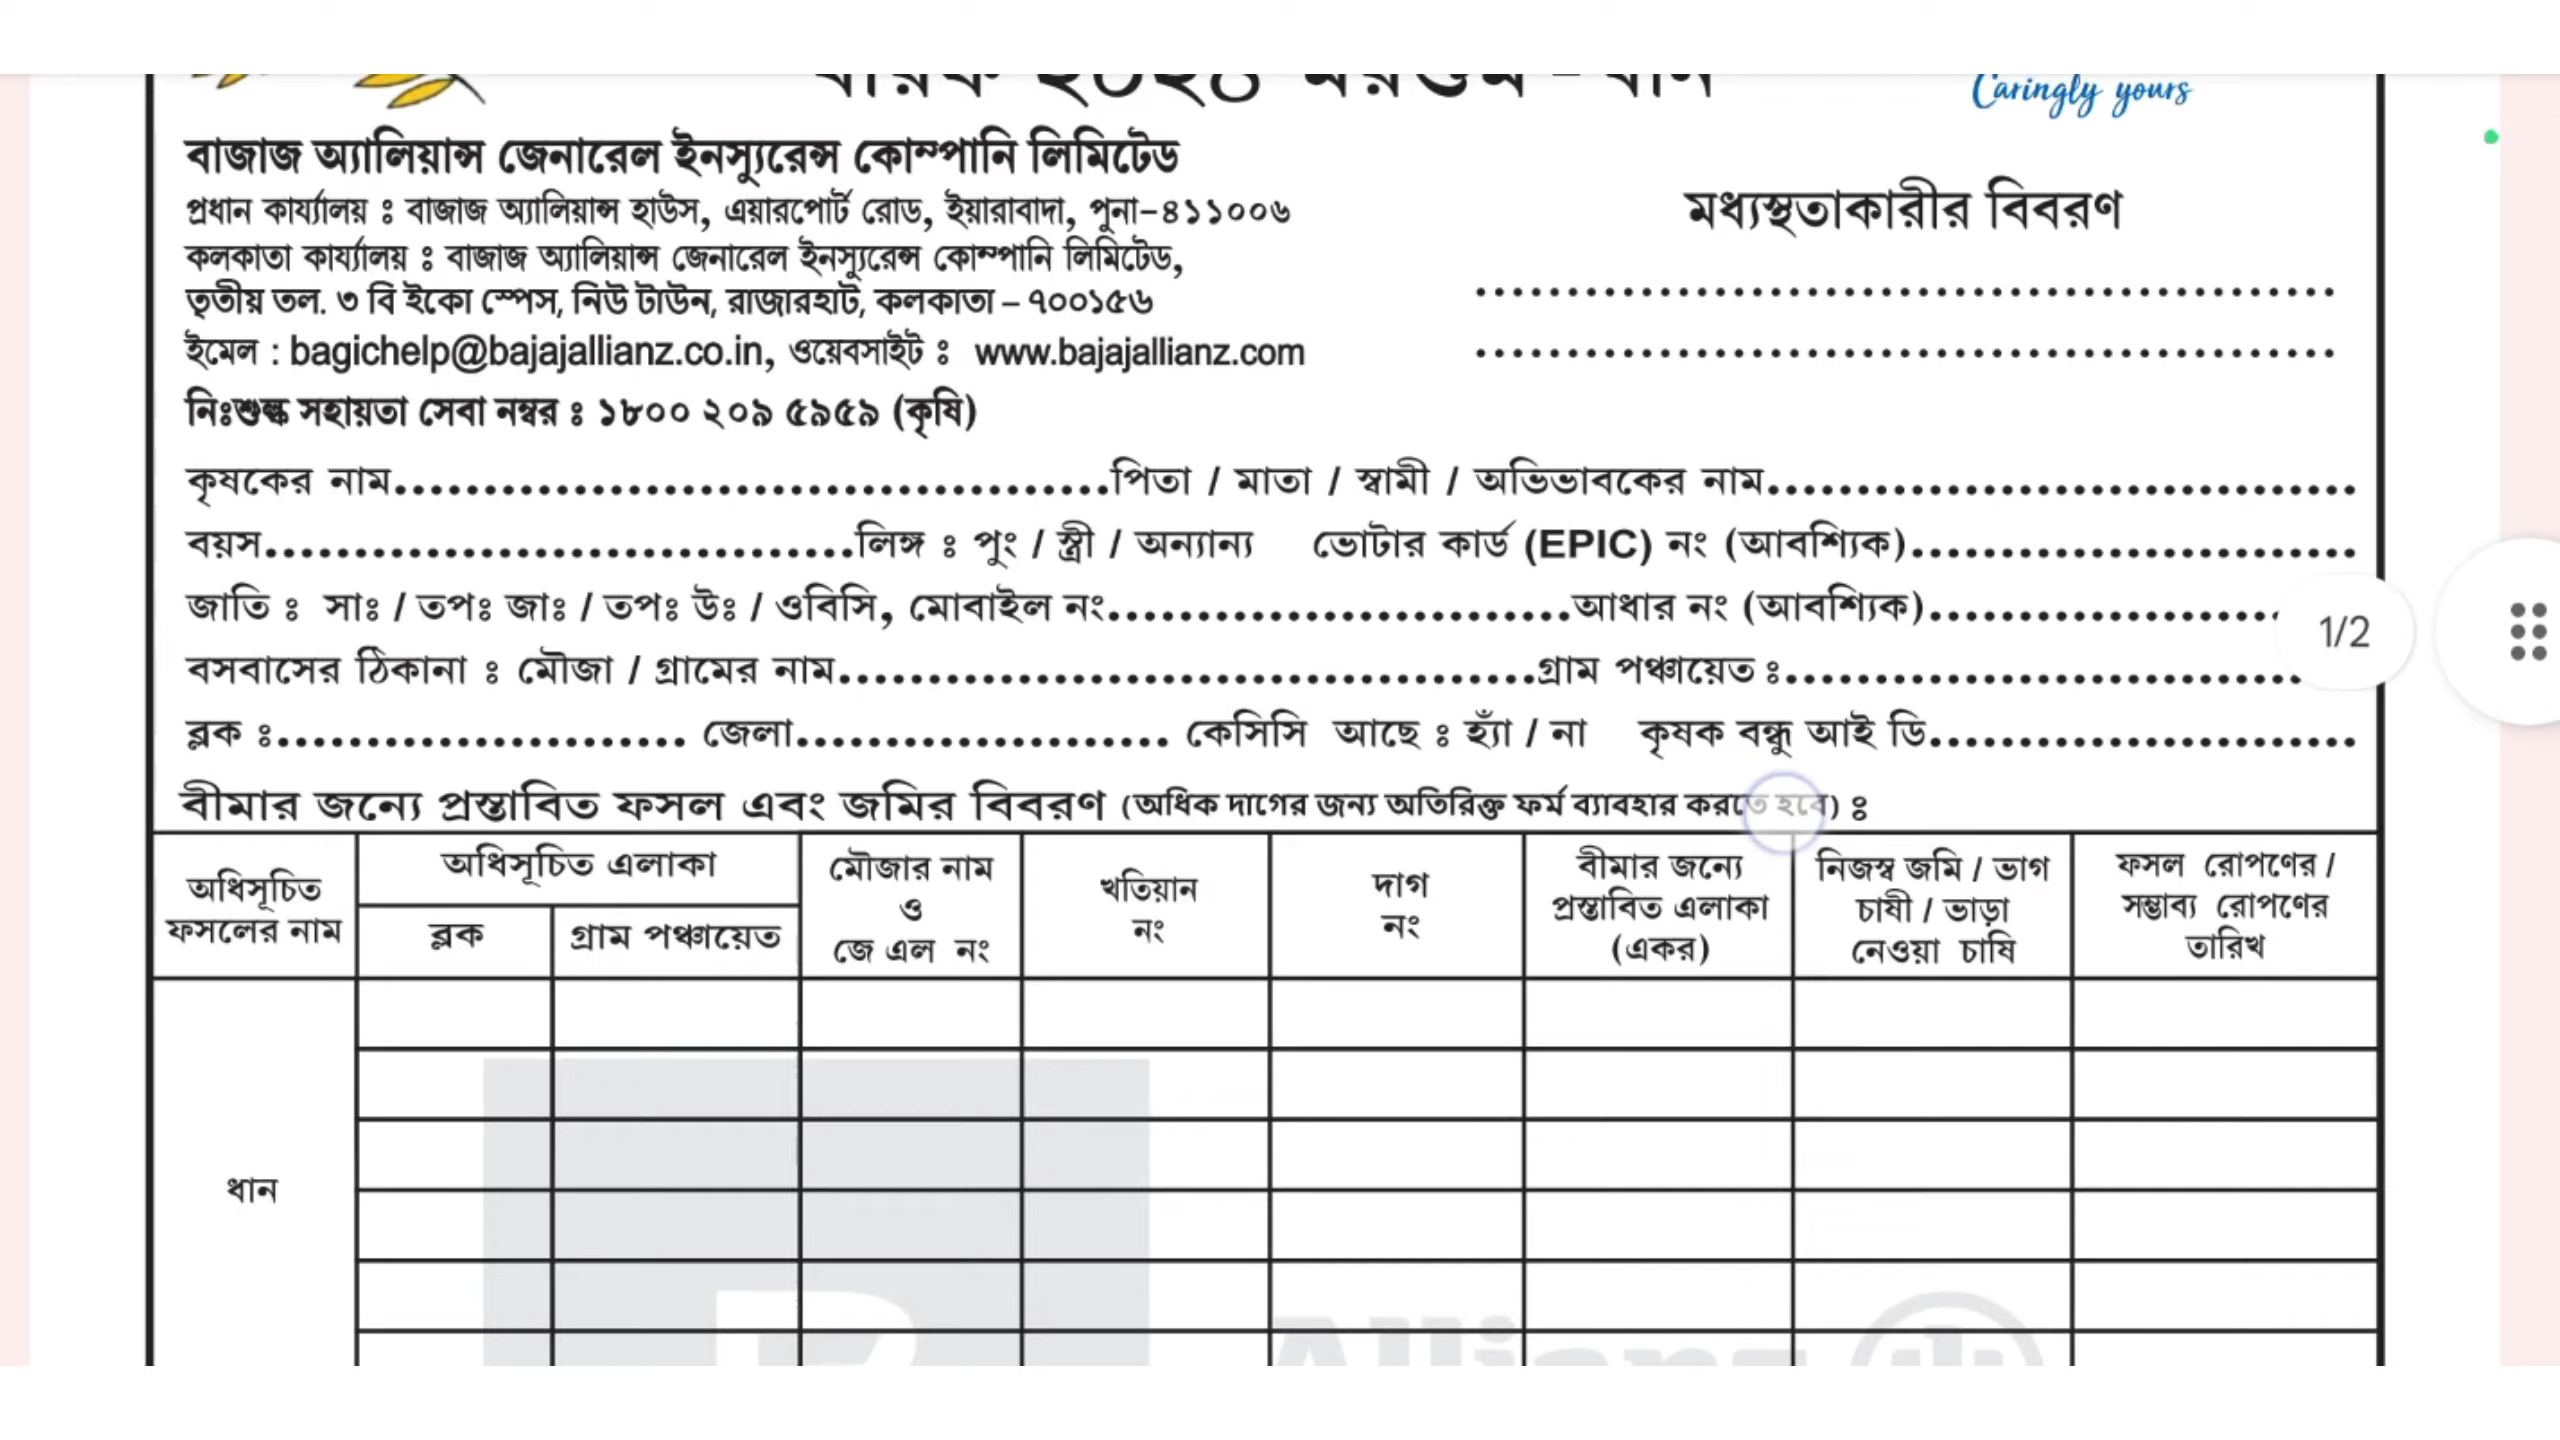 Caringly yours
বাজাজ অ্যালিয়ান্স জেনারেল ইনস্যুরেন্স কোম্পানি লিমিটেড
প্রধান কার্য্যালয় ঃ বাজাজ অ্যালিয়ান্স হাউস, এয়ারপোর্ট রোড, ইয়ারাবাদা, পুনা–৪১১০০৬
কলকাতা কার্য্যালয় ঃ বাজাজ অ্যালিয়ান্স জেনারেল ইনস্যুরেন্স কোম্পানি লিমিটেড,
তৃতীয় তল. ৩ বি ইকো স্পেস, নিউ টাউন, রাজারহাট, কলকাতা – ৭০০১৫৬
ইমেল : bagichelp@bajajallianz.co.in, ওয়েবসাইট ঃ www.bajajallianz.com
নিঃশুল্ক সহায়তা সেবা নম্বর ঃ ১৮০০ ২০৯ ৫৯৫৯ (কৃষি)
মধ্যস্থতাকারীর বিবরণ
কৃষকের নাম........................................পিতা / মাতা / স্বামী / অভিভাবকের নাম.................................
বয়স.................................লিঙ্গ ঃ পুং / স্ত্রী / অন্যান্য ভোটার কার্ড (EPIC) নং (আবশ্যিক).........................
জাতি ঃ সাঃ / তপঃ জাঃ / তপঃ উঃ / ওবিসি, মোবাইল নং..........................আধার নং (আবশ্যিক)....................
বসবাসের ঠিকানা ঃ মৌজা / গ্রামের নাম.......................................গ্রাম পঞ্চায়েত ঃ.............................
ব্লক ঃ....................... জেলা..................... কেসিসি আছে ঃ হ্যাঁ / না কৃষক বন্ধু আই ডি........................
1/2
বীমার জন্যে প্রস্তাবিত ফসল এবং জমির বিবরণ (অধিক দাগের জন্য অতিরিক্ত ফর্ম ব্যাবহার করতে হবে) ঃ
অধিসূচিত
ফসলের নাম
অধিসূচিত এলাকা
ব্লক
গ্রাম পঞ্চায়েত
মৌজার নাম
ও
জে এল নং
খতিয়ান
নং
দাগ
নং
বীমার জন্যে
প্রস্তাবিত এলাকা
(একর)
নিজস্ব জমি / ভাগ
চাষী / ভাড়া
নেওয়া চাষি
ফসল রোপণের /
সম্ভাব্য রোপণের
তারিখ
ধান